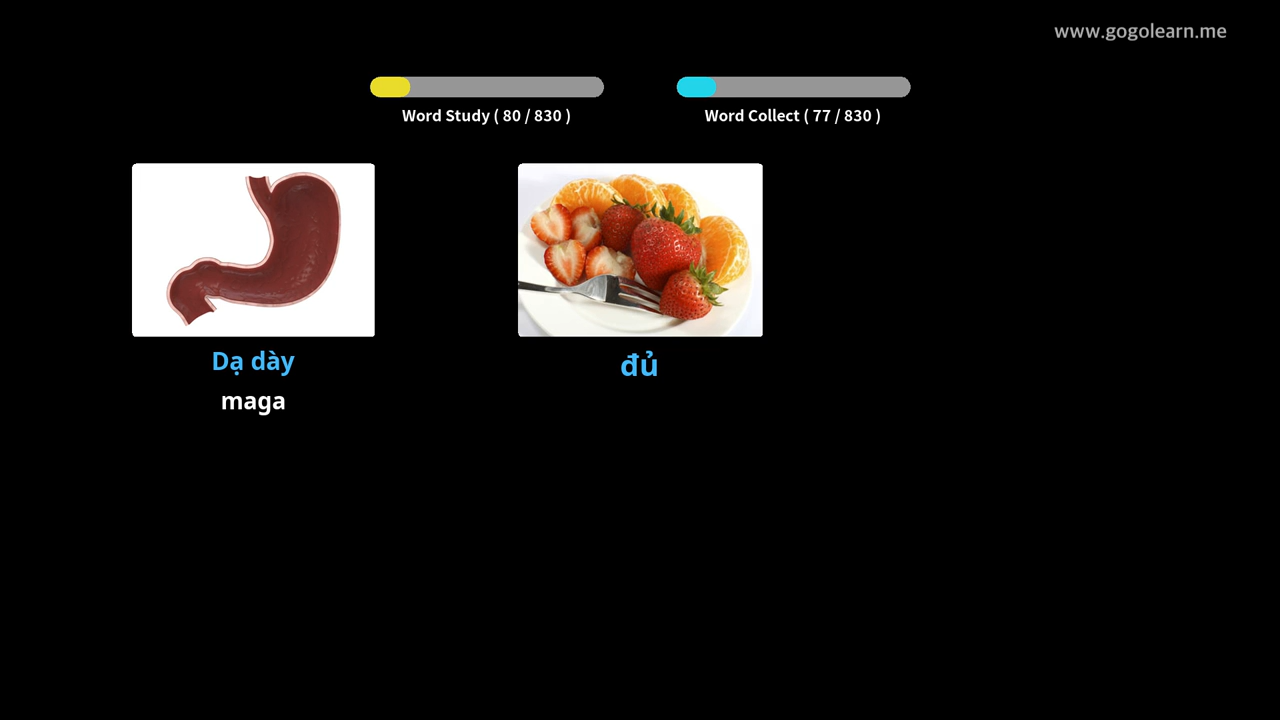 www.gogolearn.me
Word Study ( 80 / 830 )
Word Collect ( 77 / 830 )
Dạ dày
maga
đủ